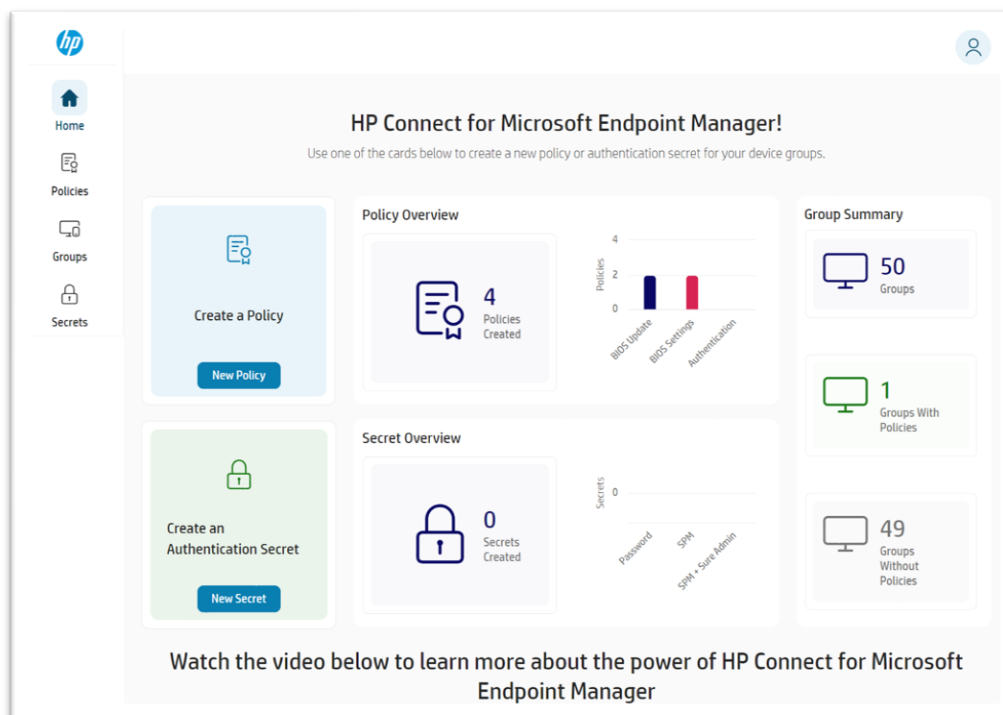 hp
HP Connect for Microsoft Endpoint Manager!
Use one of the cards below to create a new policy or authentication secret for your device groups.
Home
Policies
Groups
Secrets
Create a Policy
New Policy
Policy Overview
4
Policies
Created
Policies
4
2
0
BIOS Update
BIOS Settings
Authentication
Group Summary
50
Groups
1
Groups With
Policies
49
Groups
Without
Policies
Create an
Authentication Secret
New Secret
Secret Overview
0
Secrets
Created
Secrets
0
Password
SPM
SPM + Sure Admin
Watch the video below to learn more about the power of HP Connect for Microsoft
Endpoint Manager